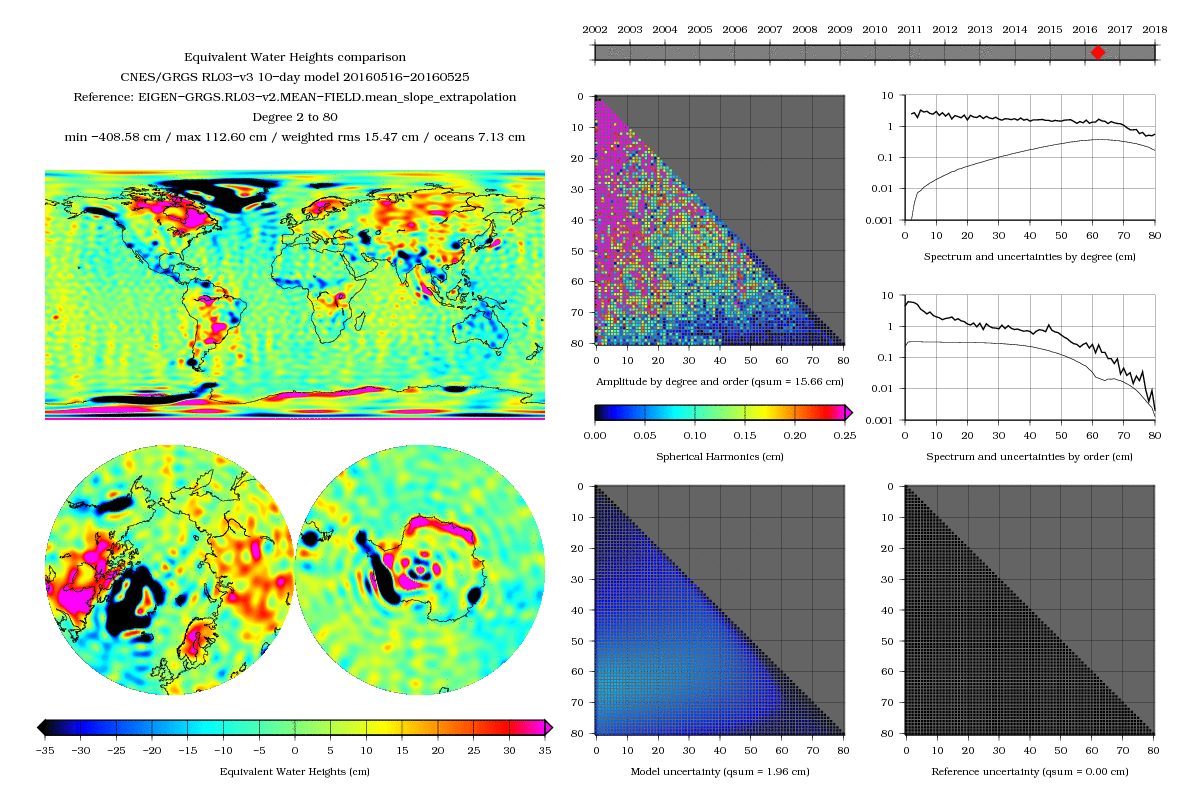 Equivalent Water Heights comparison
CNES/GRGS RL03−v3 10−day model 20160516−20160525
Reference: EIGEN−GRGS.RL03−v2.MEAN−FIELD.mean_slope_extrapolation
Degree 2 to 80
min −408.58 cm / max 112.60 cm / weighted rms 15.47 cm / oceans 7.13 cm
−35 −30 −25 −20 −15 −10 −5 0 5 10 15 20 25 30 35
Equivalent Water Heights (cm)
2002 2003 2004 2005 2006 2007 2008 2009 2010 2011 2012 2013 2014 2015 2016 2017 2018
0
10
20
30
40
50
60
70
80
0 10 20 30 40 50 60 70 80
Amplitude by degree and order (qsum = 15.66 cm)
0.00 0.05 0.10 0.15 0.20 0.25
Spherical Harmonics (cm)
10
1
0.1
0.01
0.001
0 10 20 30 40 50 60 70 80
Spectrum and uncertainties by degree (cm)
10
1
0.1
0.01
0.001
0 10 20 30 40 50 60 70 80
Spectrum and uncertainties by order (cm)
0
10
20
30
40
50
60
70
80
0 10 20 30 40 50 60 70 80
Model uncertainty (qsum = 1.96 cm)
0
10
20
30
40
50
60
70
80
0 10 20 30 40 50 60 70 80
Reference uncertainty (qsum = 0.00 cm)